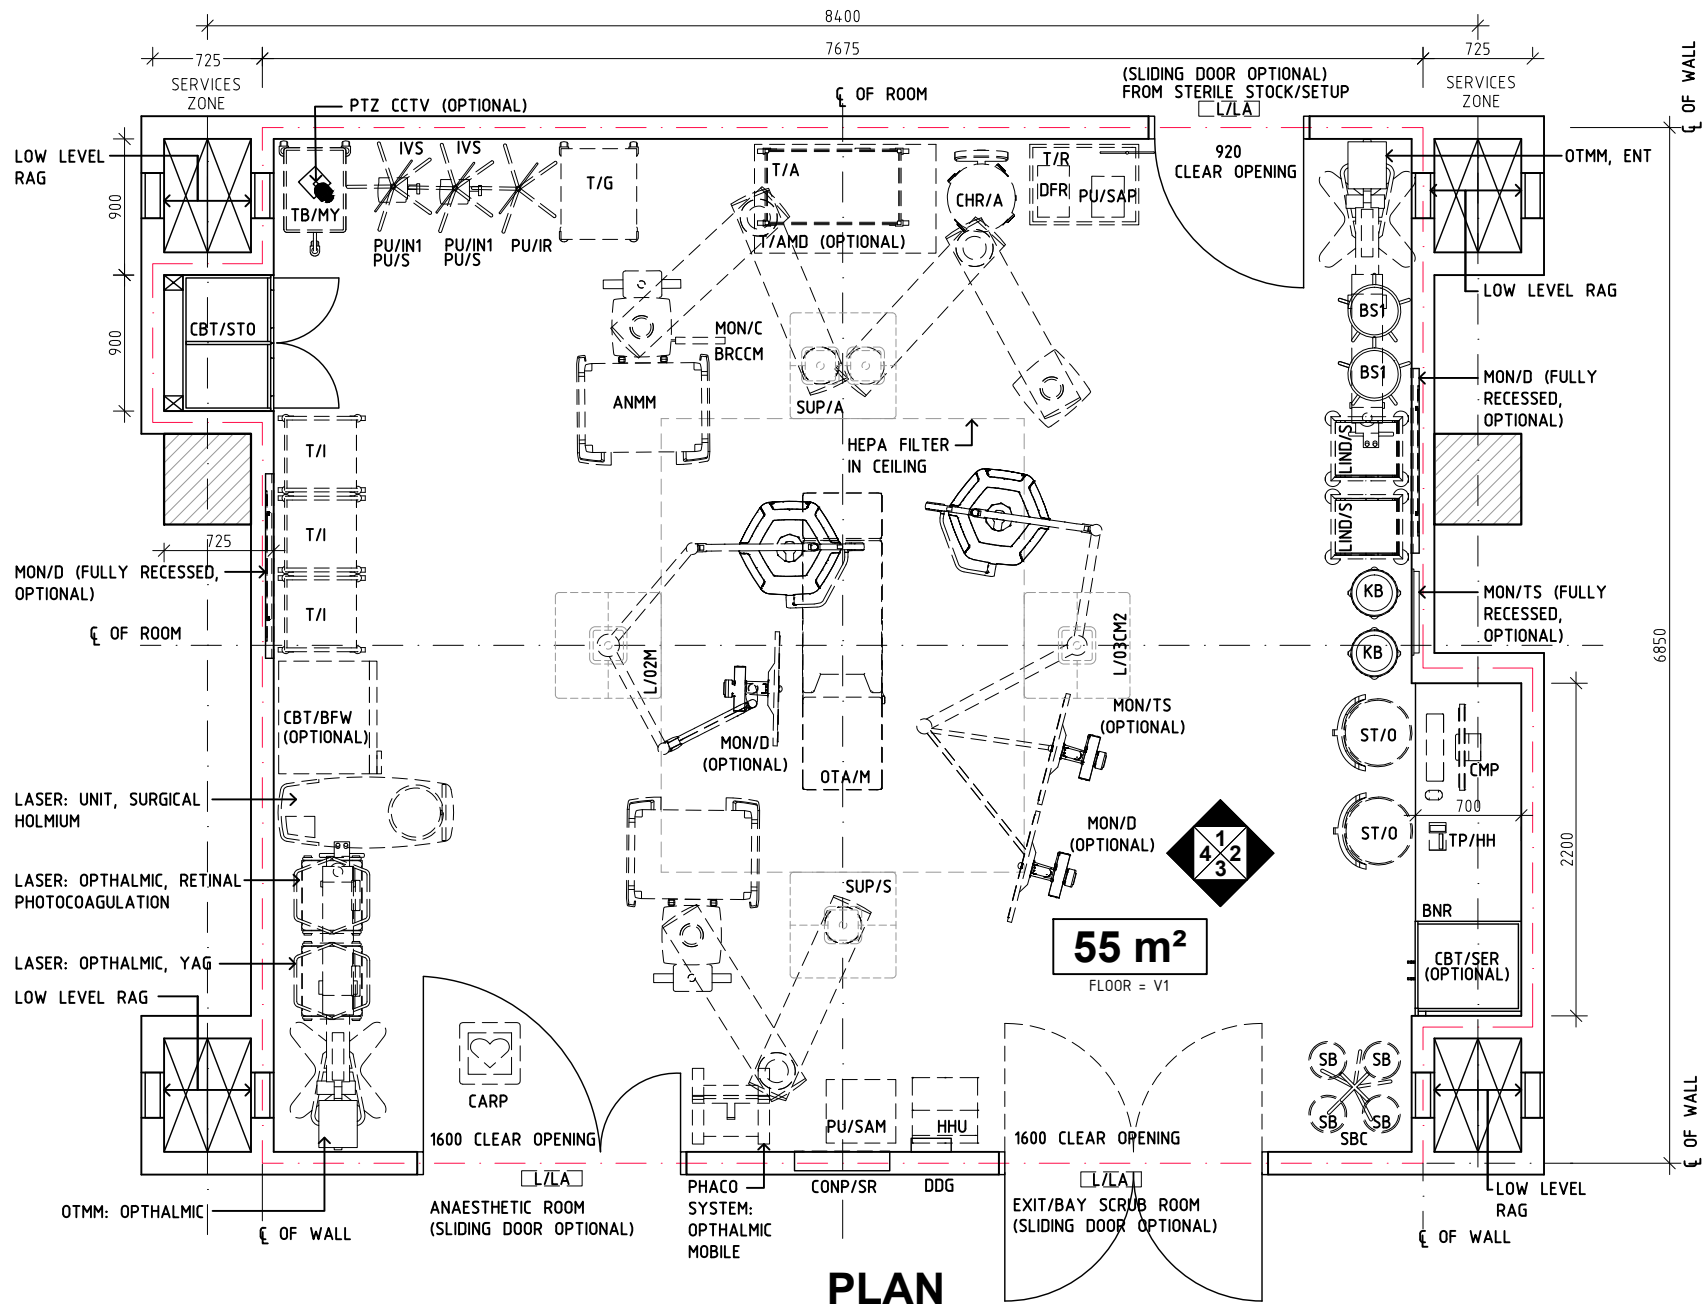 8400
725
7675
725
SERVICES
ZONE
SERVICES
ZONE
(SLIDING DOOR OPTIONAL)
FROM STERILE STOCK/SETUP
L/LA
℄ OF ROOM
℄ OF WALL
PTZ CCTV (OPTIONAL)
LOW LEVEL
RAG
900
900
TB/MY
IVS
IVS
PU/IN1
PU/S
PU/IN1
PU/S
PU/IR
T/G
T/A
T/AMD (OPTIONAL)
CHR/A
T/R
DFR
PU/SAP
920
CLEAR OPENING
OTMM, ENT
LOW LEVEL RAG
CBT/STO
MON/C
BRCCM
ANMM
SUP/A
BS1
BS1
MON/D (FULLY
RECESSED,
OPTIONAL)
HEPA FILTER
IN CEILING
T/I
T/I
T/I
LIND/S
LIND/S
725
MON/D (FULLY RECESSED,
OPTIONAL)
℄ OF ROOM
KB
KB
MON/TS (FULLY
RECESSED,
OPTIONAL)
6850
L/02M
L/03CM2
CBT/BFW
(OPTIONAL)
MON/D
(OPTIONAL)
MON/TS
(OPTIONAL)
OTA/M
ST/O
ST/O
CMP
700
TP/HH
2200
LASER: UNIT, SURGICAL
HOLMIUM
MON/D
(OPTIONAL)
1
4 2
3
LASER: OPTHALMIC, RETINAL
PHOTOCOAGULATION
SUP/S
BNR
55 m²
FLOOR = V1
CBT/SER
(OPTIONAL)
LASER: OPTHALMIC, YAG
LOW LEVEL RAG
CARP
SB
SB
SB
SB
SBC
1600 CLEAR OPENING
PU/SAM
HHU
1600 CLEAR OPENING
℄ OF WALL
L/LA
L/LA
OTMM: OPTHALMIC
ANAESTHETIC ROOM
(SLIDING DOOR OPTIONAL)
PHACO
SYSTEM:
OPTHALMIC
MOBILE
CONP/SR
DDG
EXIT/BAY SCRUB ROOM
(SLIDING DOOR OPTIONAL)
LOW LEVEL
RAG
℄ OF WALL
℄ OF WALL
PLAN